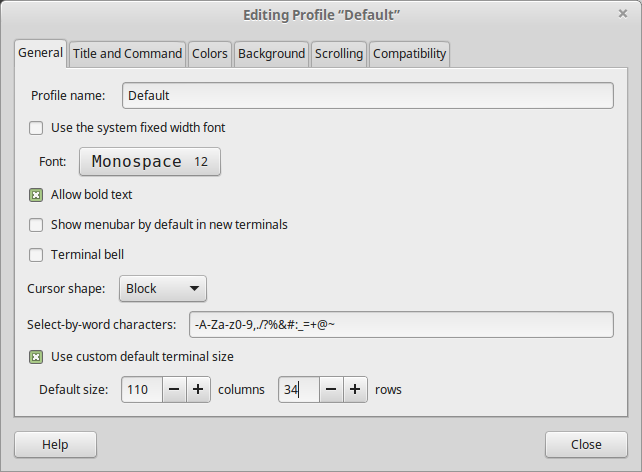 Editing Profile “Default”
General Title and Command Colors Background Scrolling Compatibility
Profile name: Default
Use the system fixed width font
Font: Monospace 12
Allow bold text
Show menubar by default in new terminals
Terminal bell
Cursor shape: Block
Select-by-word characters: -A-Za-z0-9,./?%&#:_=+@~
Use custom default terminal size
Default size: 110 − + columns 34 − + rows
Help Close